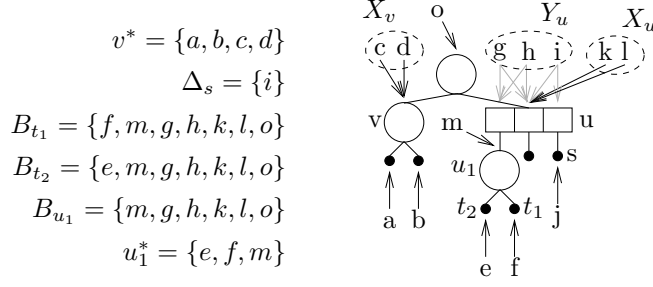 v* = {a, b, c, d}
Δ_s = {i}
B_{t_1} = {f, m, g, h, k, l, o}
B_{t_2} = {e, m, g, h, k, l, o}
B_{u_1} = {m, g, h, k, l, o}
u_1^* = {e, f, m}
X_v o Y_u X_u
c d g h i k l
v m u
u_1 s
a b t_2 t_1 j
e f